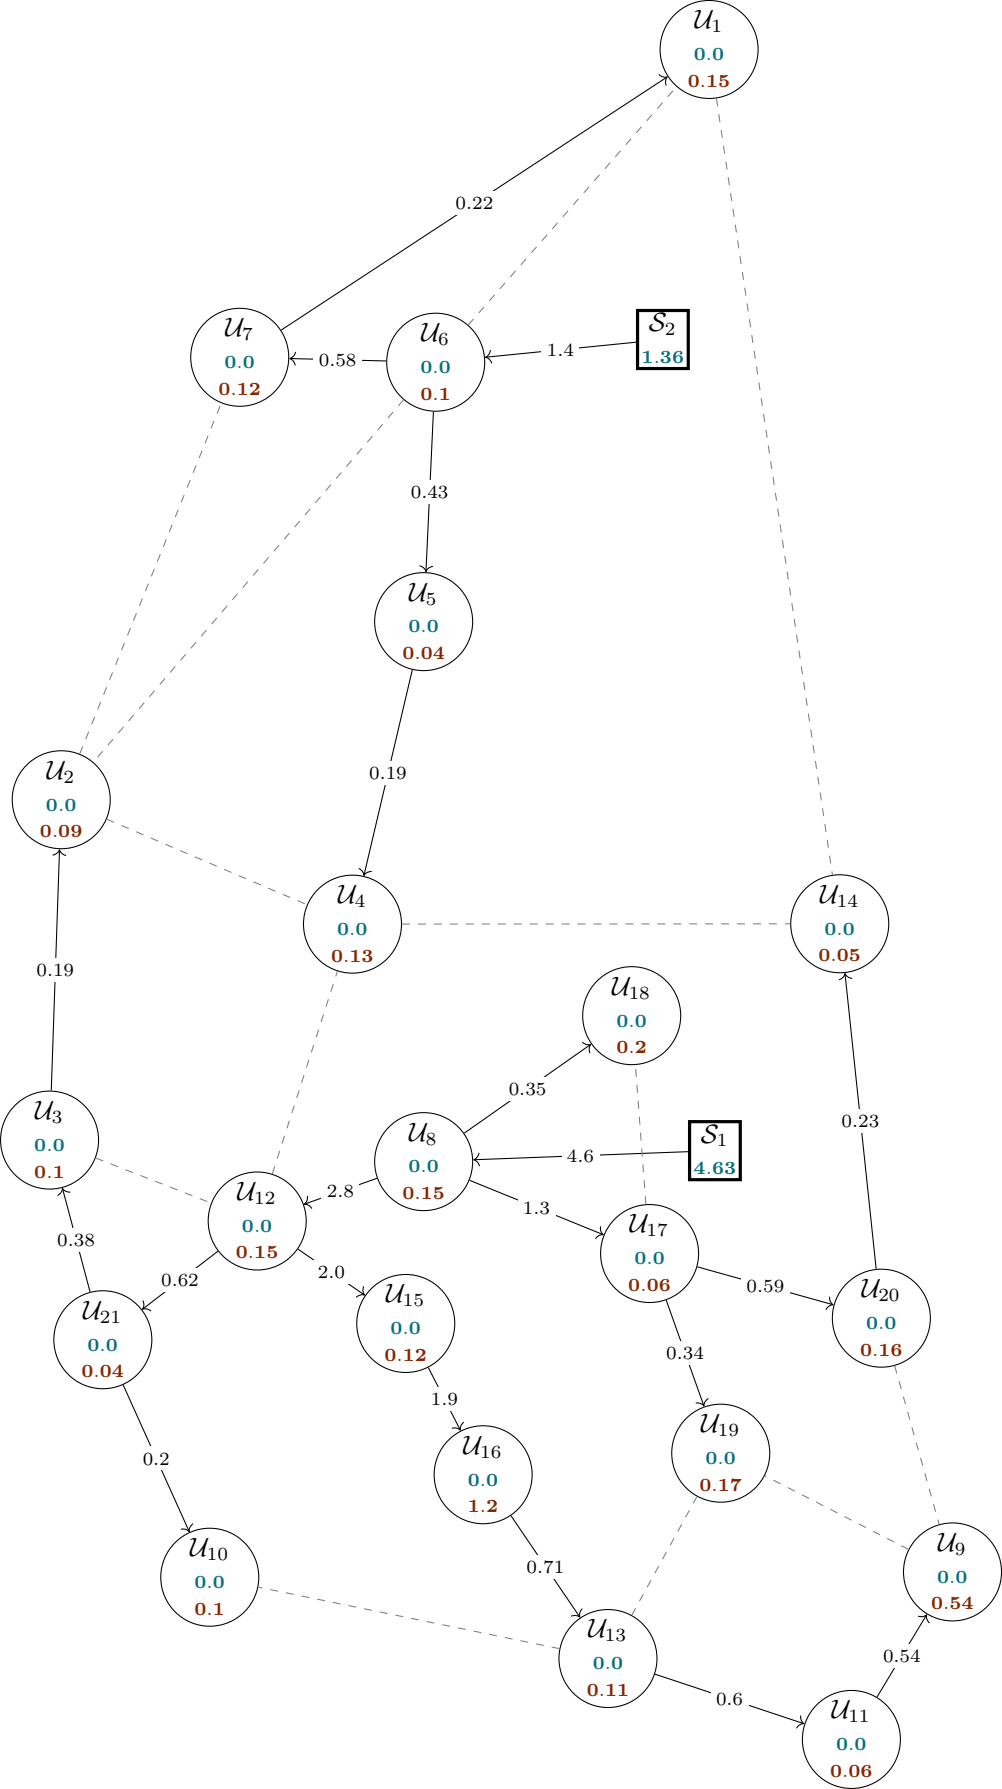 𝒰₁
0.0
0.15
0.22
𝒰₇
0.0
0.12
0.58
𝒰₆
0.0
0.1
1.4
𝒮₂
1.36
0.43
𝒰₅
0.0
0.04
0.19
𝒰₂
0.0
0.09
𝒰₄
0.0
0.13
𝒰₁₄
0.0
0.05
0.19
𝒰₁₈
0.0
0.2
0.35
0.23
𝒰₃
0.0
0.1
𝒰₈
0.0
0.15
4.6
𝒮₁
4.63
2.8
1.3
𝒰₁₂
0.0
0.15
𝒰₁₇
0.0
0.06
0.38
0.62
2.0
0.59
𝒰₂₁
0.0
0.04
𝒰₁₅
0.0
0.12
𝒰₂₀
0.0
0.16
0.34
1.9
0.2
𝒰₁₆
0.0
1.2
𝒰₁₉
0.0
0.17
𝒰₁₀
0.0
0.1
0.71
𝒰₉
0.0
0.54
𝒰₁₃
0.0
0.11
0.54
0.6
𝒰₁₁
0.0
0.06